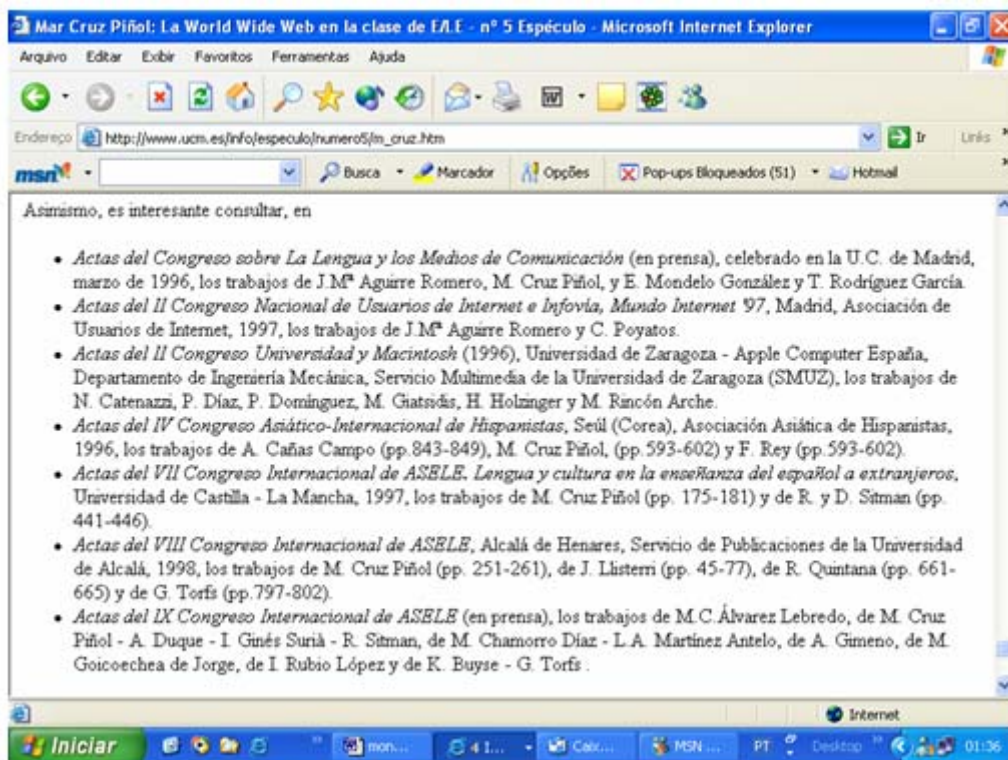 Mar Cruz Piñol: La World Wide Web en la clase de E/LE - nº 5 Espéculo - Microsoft Internet Explorer
Arquivo Editar Exibir Favoritos Ferramentas Ajuda
Endereço http://www.ucm.es/info/especulo/numero5/m_cruz.htm Ir Links
msn Busca Marcador Opções Pop-ups Bloqueados (51) Hotmail
Asimismo, es interesante consultar, en
• Actas del Congreso sobre La Lengua y los Medios de Comunicación (en prensa), celebrado en la U.C. de Madrid,
marzo de 1996, los trabajos de J.Mª Aguirre Romero, M. Cruz Piñol, y E. Mondelo González y T. Rodríguez García.
• Actas del II Congreso Nacional de Usuarios de Internet e Infovía, Mundo Internet '97, Madrid, Asociación de
Usuarios de Internet, 1997, los trabajos de J.Mª Aguirre Romero y C. Poyatos.
• Actas del II Congreso Universidad y Macintosh (1996), Universidad de Zaragoza - Apple Computer España,
Departamento de Ingeniería Mecánica, Servicio Multimedia de la Universidad de Zaragoza (SMUZ), los trabajos de
N. Catenazzi, P. Díaz, P. Domínguez, M. Giatsidis, H. Holzinger y M. Rincón Arche.
• Actas del IV Congreso Asiático-Internacional de Hispanistas, Seúl (Corea), Asociación Asiática de Hispanistas,
1996, los trabajos de A. Cañas Campo (pp.843-849), M. Cruz Piñol, (pp.593-602) y F. Rey (pp.593-602).
• Actas del VII Congreso Internacional de ASELE. Lengua y cultura en la enseñanza del español a extranjeros,
Universidad de Castilla - La Mancha, 1997, los trabajos de M. Cruz Piñol (pp. 175-181) y de R. y D. Sitman (pp.
441-446).
• Actas del VIII Congreso Internacional de ASELE, Alcalá de Henares, Servicio de Publicaciones de la Universidad
de Alcalá, 1998, los trabajos de M. Cruz Piñol (pp. 251-261), de J. Llisterri (pp. 45-77), de R. Quintana (pp. 661-
665) y de G. Torfs (pp.797-802).
• Actas del IX Congreso Internacional de ASELE (en prensa), los trabajos de M.C.Álvarez Lebredo, de M. Cruz
Piñol - A. Duque - I. Ginés Surià - R. Sitman, de M. Chamorro Díaz - L.A. Martínez Antelo, de A. Gimeno, de M.
Goicoechea de Jorge, de I. Rubio López y de K. Buyse - G. Torfs .
Internet
Iniciar mon... 4 I... Caix... MSN ... PT Desktop 01:36